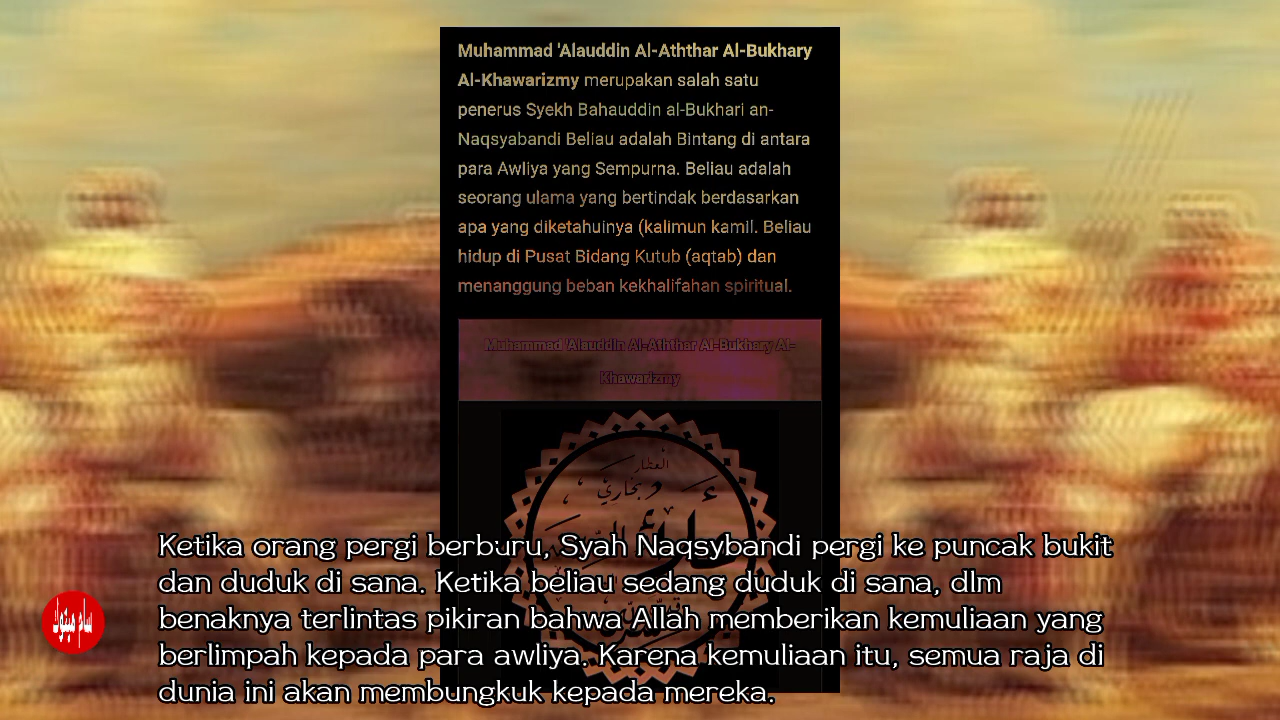 Muhammad 'Alauddin Al-Aththar Al-Bukhary
Al-Khawarizmy merupakan salah satu
penerus Syekh Bahauddin al-Bukhari an-
Naqsyabandi Beliau adalah Bintang di antara
para Awliya yang Sempurna. Beliau adalah
seorang ulama yang bertindak berdasarkan
apa yang diketahuinya (kalimun kamil. Beliau
hidup di Pusat Bidang Kutub (aqtab) dan
menanggung beban kekhalifahan spiritual.
Muhammad 'Alauddin Al-Aththar Al-Bukhary Al-
Khawarizmy
العطار
بخاري
Ketika orang pergi berburu, Syah Naqsybandi pergi ke puncak bukit
dan duduk di sana. Ketika beliau sedang duduk di sana, dlm
benaknya terlintas pikiran bahwa Allah memberikan kemuliaan yang
berlimpah kepada para awliya. Karena kemuliaan itu, semua raja di
dunia ini akan membungkuk kepada mereka.